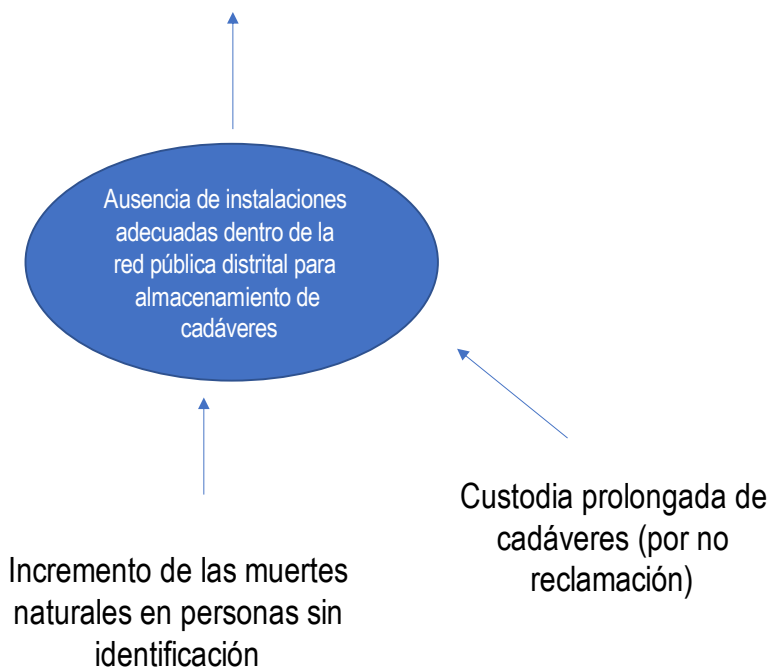 Ausencia de instalaciones
adecuadas dentro de la
red pública distrital para
almacenamiento de
cadáveres
Custodia prolongada de
cadáveres (por no
reclamación)
Incremento de las muertes
naturales en personas sin
identificación